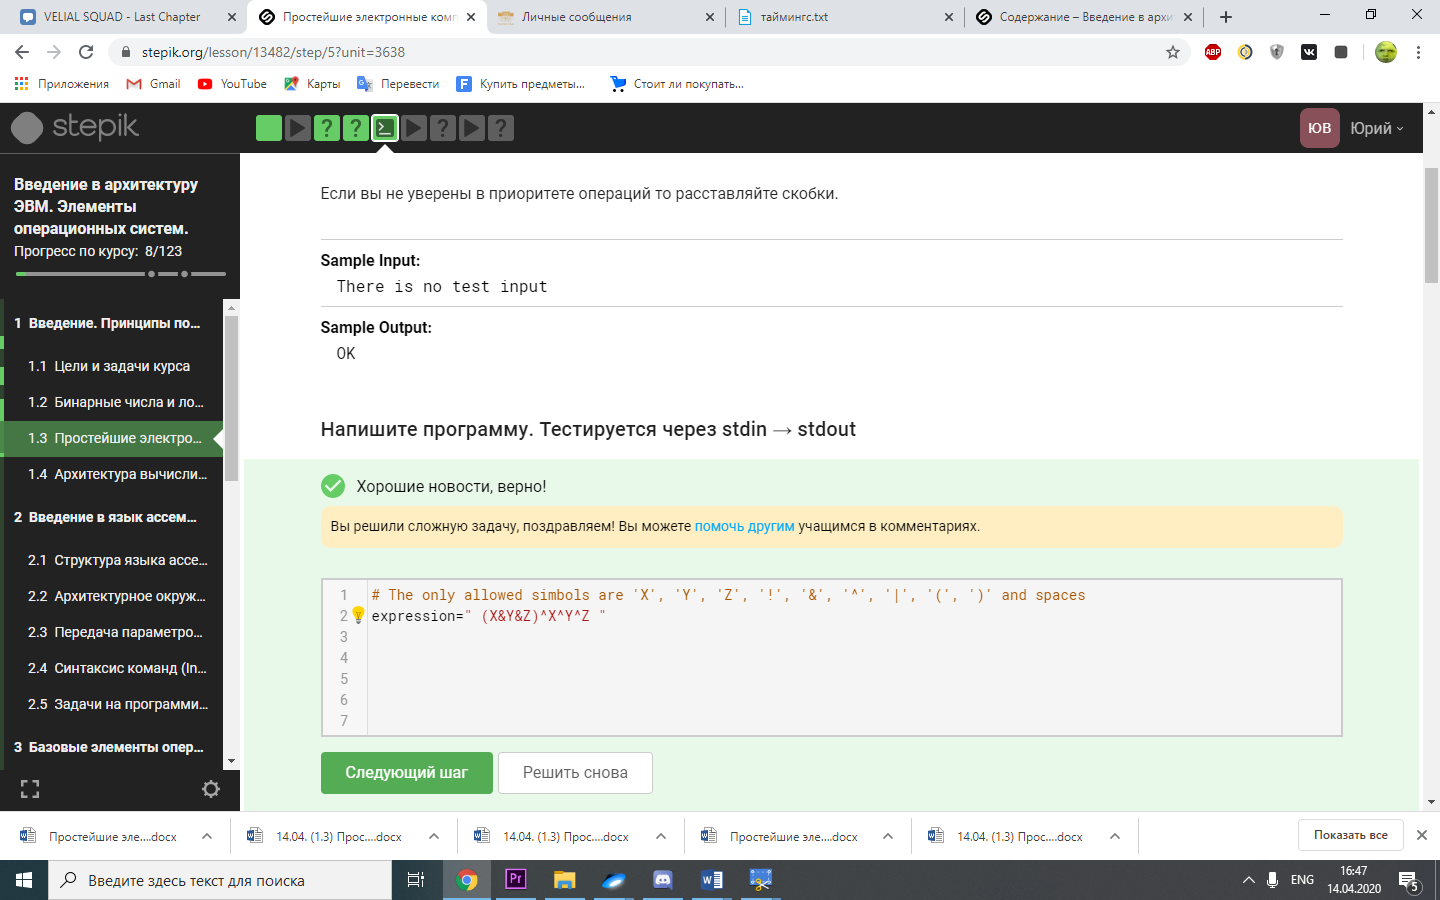 VELIAL SQUAD - Last Chapter
Простейшие электронные комп
Личные сообщения
таймингс.txt
Содержание – Введение в архи
stepik.org/lesson/13482/step/5?unit=3638
ABP
Приложения
Gmail
YouTube
Карты
Перевести
Купить предметы...
Стоит ли покупать...
stepik
ЮВ
Юрий
Введение в архитектуру
ЭВМ. Элементы
операционных систем.
Прогресс по курсу: 8/123
1 Введение. Принципы по...
1.1 Цели и задачи курса
1.2 Бинарные числа и ло...
1.3 Простейшие электро...
1.4 Архитектура вычисли...
2 Введение в язык ассем...
2.1 Структура языка ассе...
2.2 Архитектурное окруж...
2.3 Передача параметро...
2.4 Синтаксис команд (In...
2.5 Задачи на программи...
3 Базовые элементы опер...
Если вы не уверены в приоритете операций то расставляйте скобки.
Sample Input:
There is no test input
Sample Output:
OK
Напишите программу. Тестируется через stdin → stdout
Хорошие новости, верно!
Вы решили сложную задачу, поздравляем! Вы можете помочь другим учащимся в комментариях.
1 # The only allowed simbols are 'X', 'Y', 'Z', '!', '&', '^', '|', '(', ')' and spaces
2 expression=" (X&Y&Z)^X^Y^Z "
3
4
5
6
7
Следующий шаг
Решить снова
Простейшие эле....docx
14.04. (1.3) Прос....docx
14.04. (1.3) Прос....docx
Простейшие эле....docx
14.04. (1.3) Прос....docx
Показать все
Введите здесь текст для поиска
Pr
ENG
16:47
14.04.2020
5